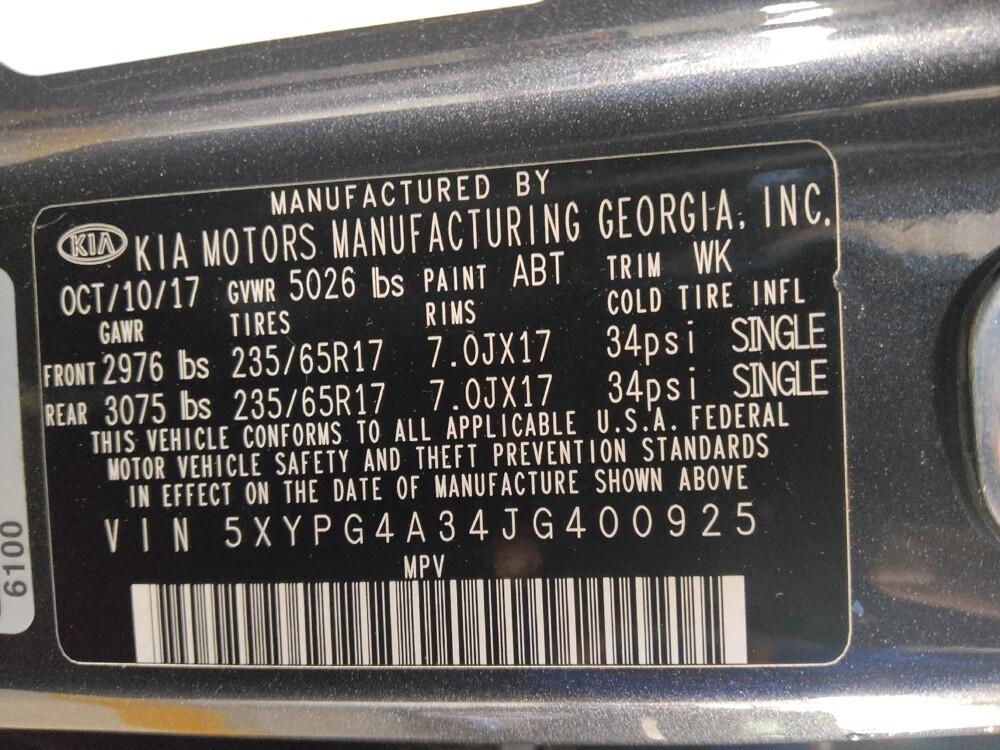 MANUFACTURED BY
KIA KIA MOTORS MANUFACTURING GEORGIA, INC.
OCT/10/17 GVWR 5026 lbs PAINT ABT TRIM WK
GAWR TIRES RIMS COLD TIRE INFL
FRONT 2976 lbs 235/65R17 7.0JX17 34psi SINGLE
REAR 3075 lbs 235/65R17 7.0JX17 34psi SINGLE
THIS VEHICLE CONFORMS TO ALL APPLICABLE U.S.A. FEDERAL
MOTOR VEHICLE SAFETY AND THEFT PREVENTION STANDARDS
IN EFFECT ON THE DATE OF MANUFACTURE SHOWN ABOVE
VIN 5XYPG4A34JG400925
MPV
6100